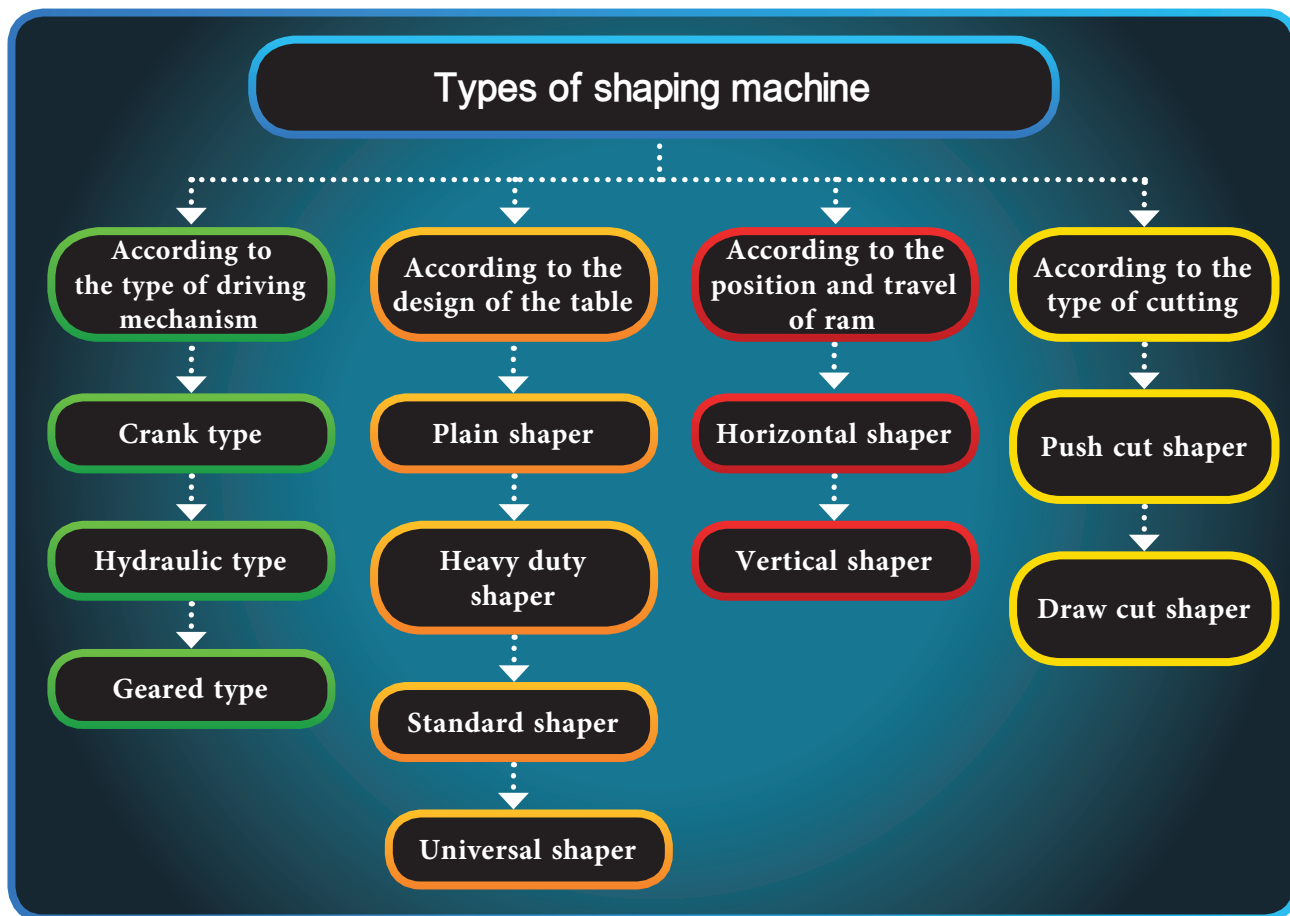 Types of shaping machine
According to
the type of driving
mechanism
Crank type
Hydraulic type
Geared type
According to the
design of the table
Plain shaper
Heavy duty
shaper
Standard shaper
Universal shaper
According to the
position and travel
of ram
Horizontal shaper
Vertical shaper
According to the
type of cutting
Push cut shaper
Draw cut shaper